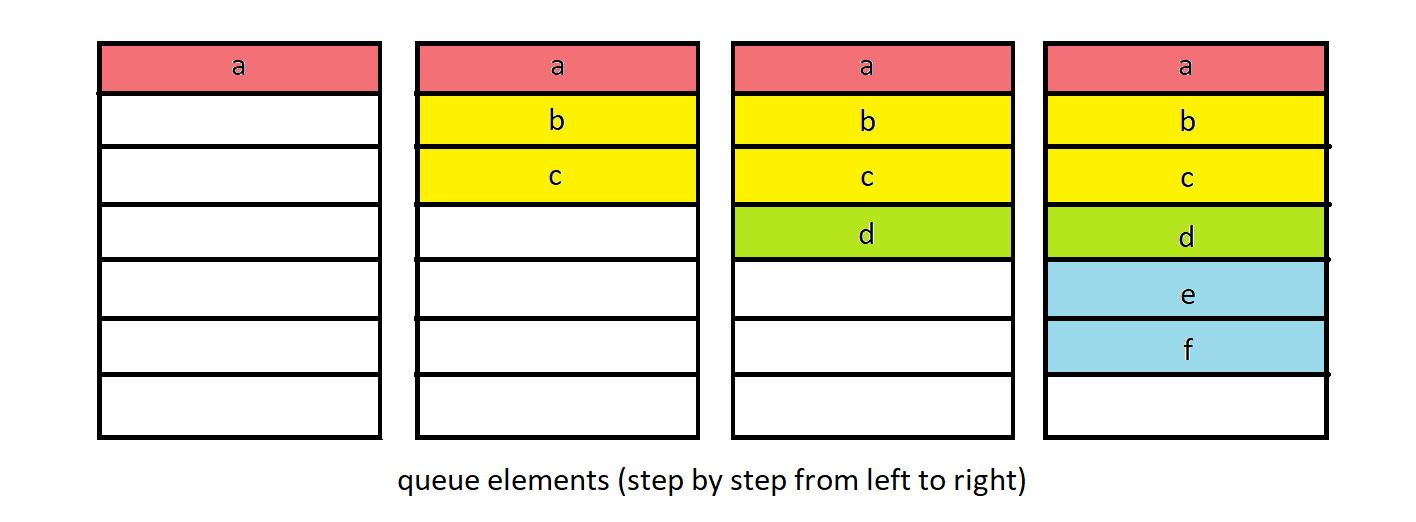 a a a a
b b b
c c c
d d
e
f
queue elements (step by step from left to right)